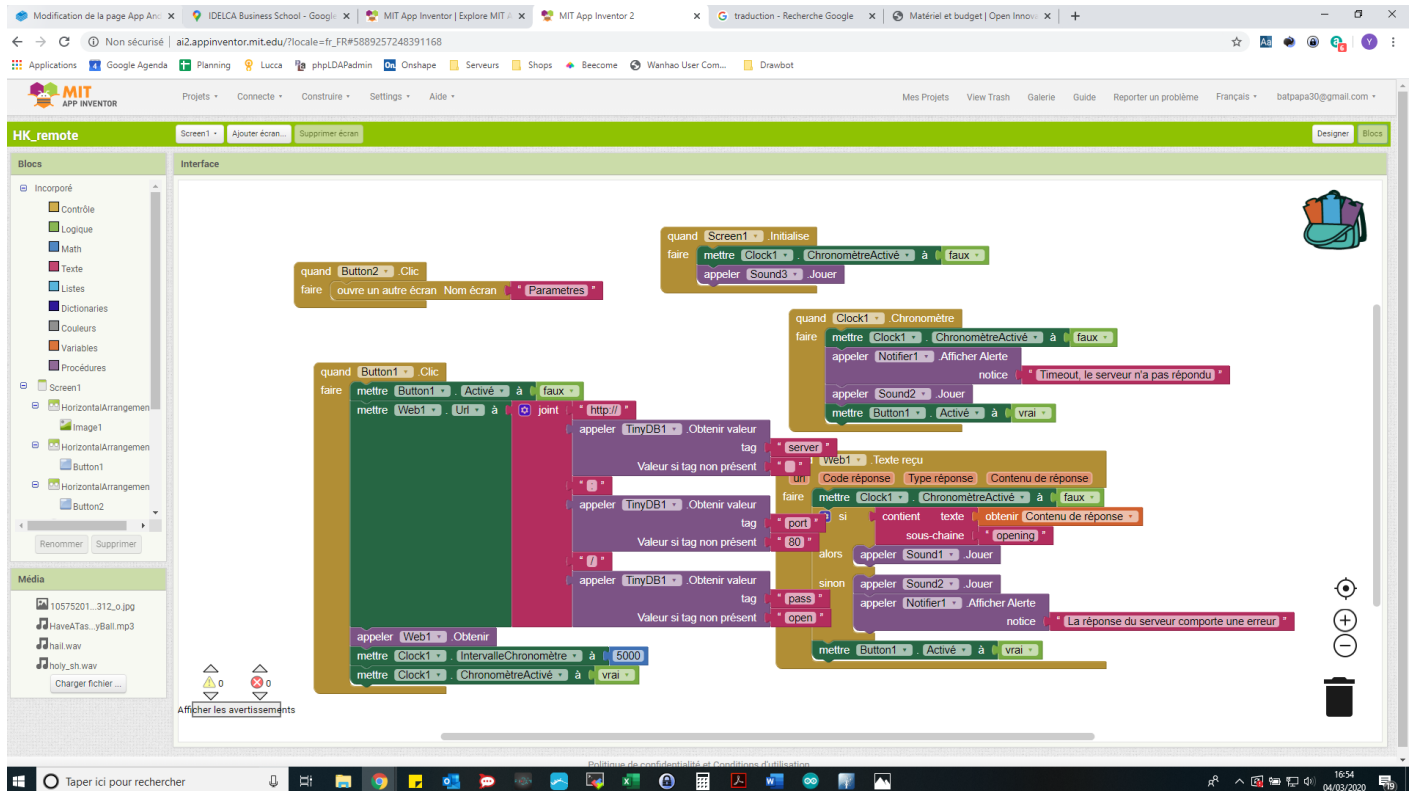 Modification de la page App And
IDELCA Business School - Google
MIT App Inventor | Explore MIT A
MIT App Inventor 2
traduction - Recherche Google
Matériel et budget | Open Innova
Non sécurisé | ai2.appinventor.mit.edu/?locale=fr_FR#5889257248391168
Applications Google Agenda Planning Lucca phpLDAPadmin Onshape Serveurs Shops Beecome Wanhao User Com... Drawbot
MIT
APP INVENTOR
Projets Connecte Construire Settings Aide
Mes Projets View Trash Galerie Guide Reporter un problème Français batpapa30@gmail.com
HK_remote
Screen1 Ajouter écran... Supprimer écran
Designer Blocs
Blocs
Incorporé
Contrôle
Logique
Math
Texte
Listes
Dictionaries
Couleurs
Variables
Procédures
Screen1
HorizontalArrangemen
Image1
HorizontalArrangemen
Button1
HorizontalArrangemen
Button2
Renommer Supprimer
Média
10575201...312_o.jpg
HaveATas...yBall.mp3
hail.wav
holy_sh.wav
Charger fichier ...
Interface
quand Screen1 .Initialise
faire mettre Clock1 . ChronomètreActivé à faux
appeler Sound3 .Jouer
quand Button2 .Clic
faire ouvre un autre écran Nom écran " Parametres "
quand Clock1 .Chronomètre
faire mettre Clock1 . ChronomètreActivé à faux
appeler Notifier1 .Afficher Alerte
notice " Timeout, le serveur n'a pas répondu "
appeler Sound2 .Jouer
mettre Button1 . Activé à vrai
quand Button1 .Clic
faire mettre Button1 . Activé à faux
mettre Web1 . Url à joint " http:// "
appeler TinyDB1 .Obtenir valeur
tag " server "
Valeur si tag non présent " "
" : "
appeler TinyDB1 .Obtenir valeur
tag " port "
Valeur si tag non présent " 80 "
" / "
appeler TinyDB1 .Obtenir valeur
tag " pass "
Valeur si tag non présent " open "
appeler Web1 .Obtenir
mettre Clock1 . IntervalleChronomètre à 5000
mettre Clock1 . ChronomètreActivé à vrai
Web1 .Texte reçu
url Code réponse Type réponse Contenu de réponse
faire mettre Clock1 . ChronomètreActivé à faux
si contient texte obtenir Contenu de réponse
sous-chaine " opening "
alors appeler Sound1 .Jouer
sinon appeler Sound2 .Jouer
appeler Notifier1 .Afficher Alerte
notice " La réponse du serveur comporte une erreur "
mettre Button1 . Activé à vrai
0 0
Afficher les avertissements
Politique de confidentialité et Conditions d'utilisation
Taper ici pour rechercher
16:54
04/03/2020